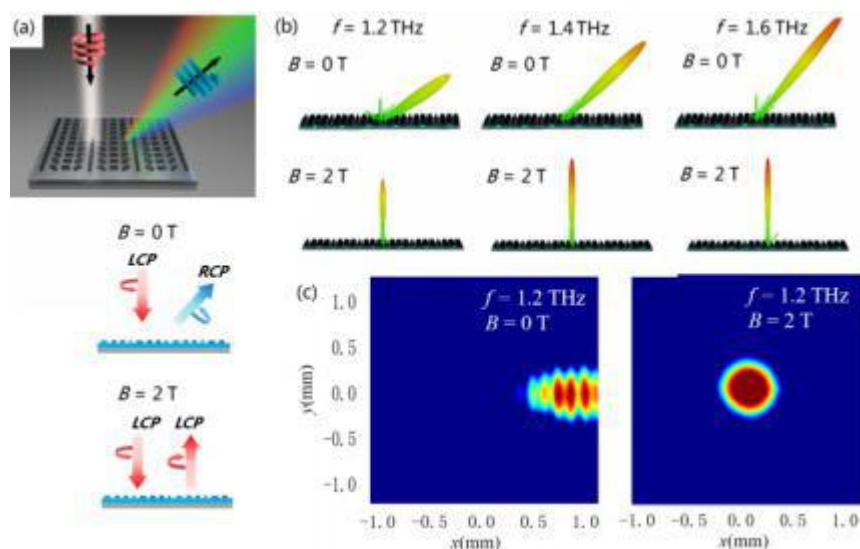 (a)
B = 0 T
LCP
RCP
B = 2 T
LCP LCP
(b) f = 1.2 THz f = 1.4 THz f = 1.6 THz
B = 0 T B = 0 T B = 0 T
B = 2 T B = 2 T B = 2 T
(c)
f = 1.2 THz
B = 0 T
f = 1.2 THz
B = 2 T
1.0
0.5
0.0
-0.5
-1.0
y(mm)
-1.0 -0.5 0.0 0.5 1.0
x(mm)
-1.0 -0.5 0.0 0.5 1.0
x(mm)